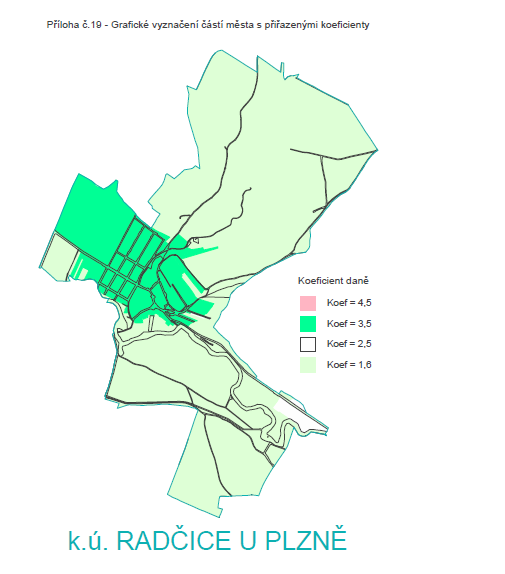 Příloha č.19 - Grafické vyznačení částí města s přiřazenými koeficienty
Koeficient daně
Koef = 4,5
Koef = 3,5
Koef = 2,5
Koef = 1,6
k.ú. RADČICE U PLZNĚ